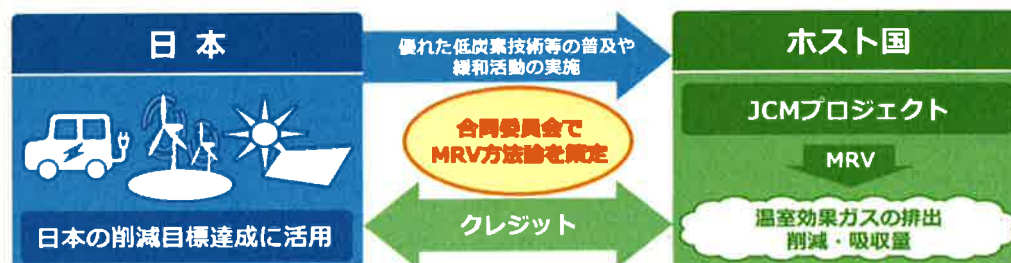 日本
優れた低炭素技術等の普及や
緩和活動の実施
ホスト国
合同委員会で
MRV方法論を策定
JCMプロジェクト
MRV
クレジット
日本の削減目標達成に活用
温室効果ガスの排出
削減・吸収量